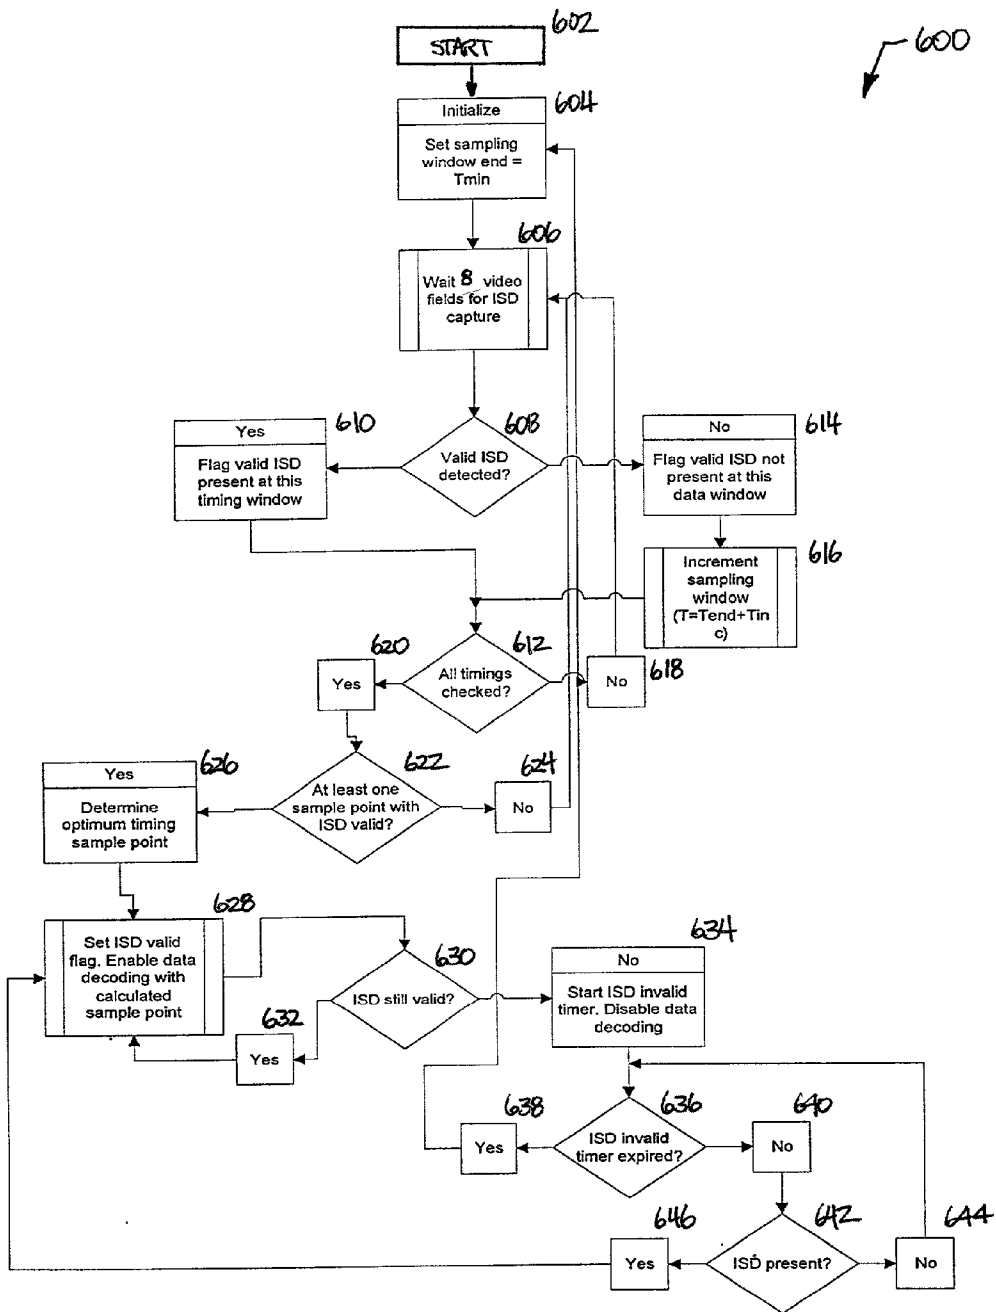 602
START
600
604
Initialize
Set sampling
window end =
Tmin
606
Wait 8 video
fields for ISD
capture
608
Valid ISD
detected?
610
Yes
Flag valid ISD
present at this
timing window
614
No
Flag valid ISD not
present at this
data window
616
Increment
sampling
window
(T=Tend+Tin
c)
612
All timings
checked?
618
No
620
Yes
622
At least one
sample point with
ISD valid?
624
No
626
Yes
Determine
optimum timing
sample point
628
Set ISD valid
flag. Enable data
decoding with
calculated
sample point
630
ISD still valid?
632
Yes
634
No
Start ISD invalid
timer. Disable data
decoding
636
ISD invalid
timer expired?
638
Yes
640
No
642
ISD present?
644
No
646
Yes